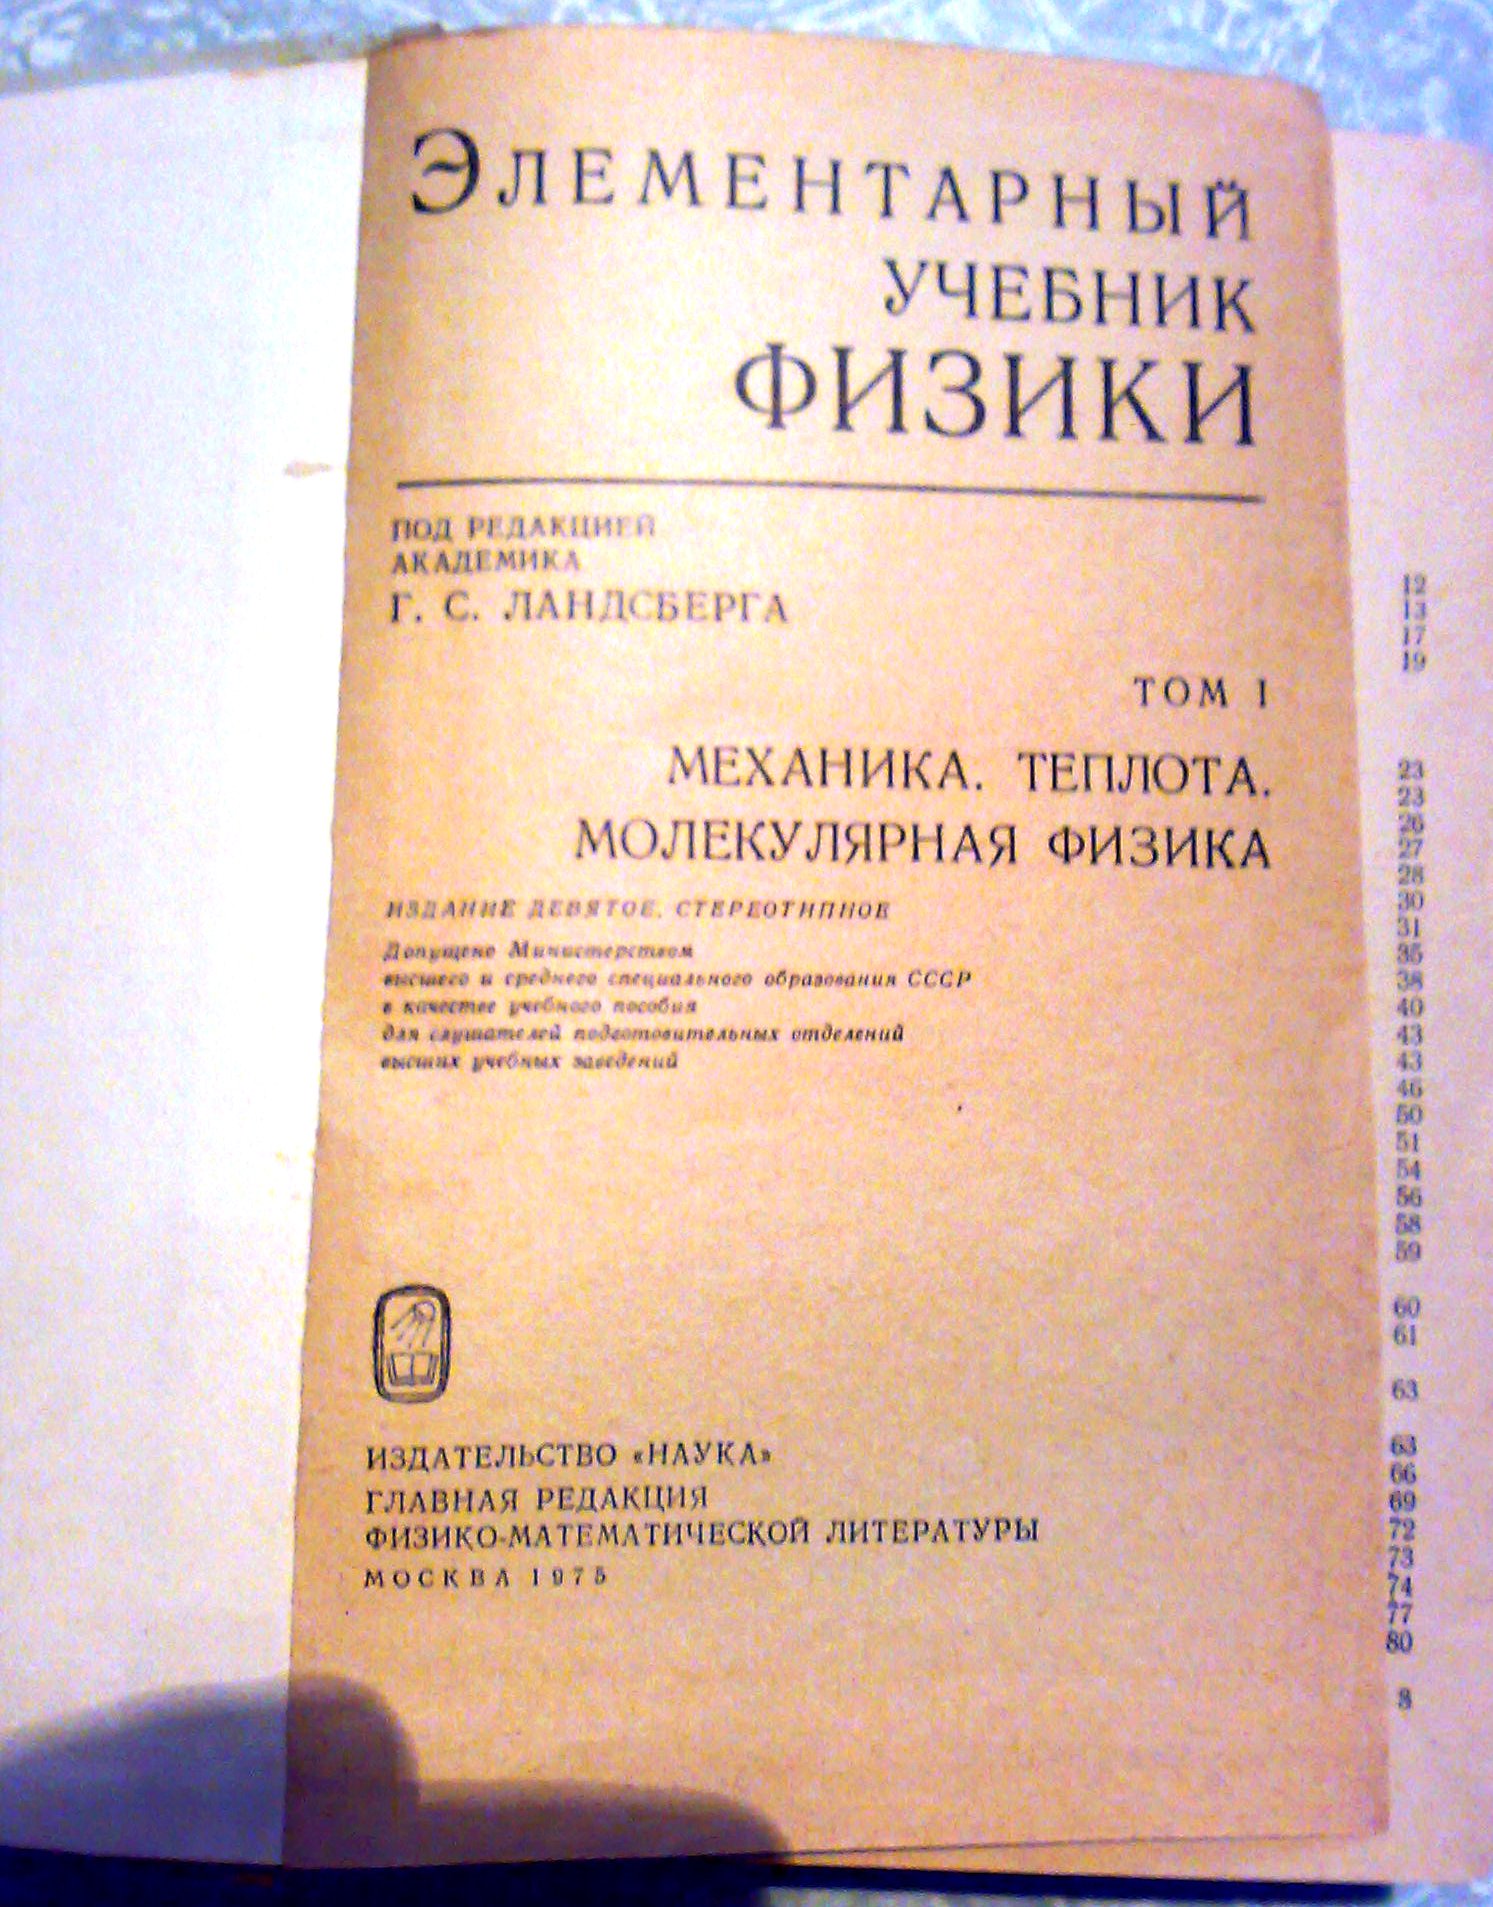 Элементарный
учебник
физики
ПОД РЕДАКЦИЕЙ
АКАДЕМИКА
Г. С. ЛАНДСБЕРГА
ТОМ I
МЕХАНИКА. ТЕПЛОТА.
МОЛЕКУЛЯРНАЯ ФИЗИКА
ИЗДАНИЕ ДЕВЯТОЕ, СТЕРЕОТИПНОЕ
Допущено Министерством
высшего и среднего специального образования СССР
в качестве учебного пособия
для слушателей подготовительных отделений
высших учебных заведений
ИЗДАТЕЛЬСТВО «НАУКА»
ГЛАВНАЯ РЕДАКЦИЯ
ФИЗИКО-МАТЕМАТИЧЕСКОЙ ЛИТЕРАТУРЫ
МОСКВА 1975
12
13
17
19
23
23
26
27
28
30
31
35
38
40
43
43
46
50
51
54
56
58
59
60
61
63
63
66
69
72
73
74
77
80